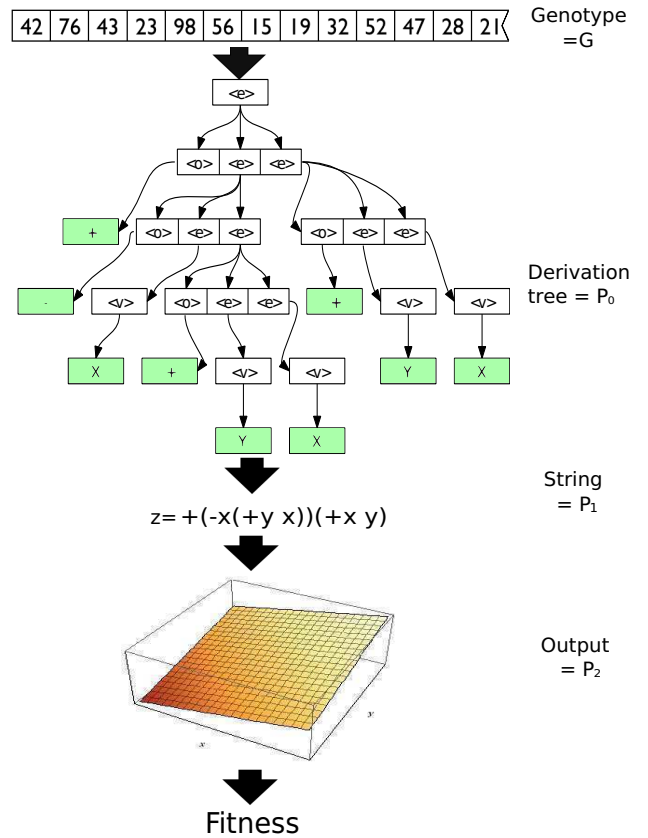 42 76 43 23 98 56 15 19 32 52 47 28 21
Genotype
=G
<e>
<o> <e> <e>
+
<o> <e> <e>
<o> <e> <e>
Derivation
tree = P₀
-
<v>
<o> <e> <e>
+
<v>
<v>
X
+
<v>
<v>
Y
X
Y
X
String
= P₁
z= +(-x(+y x))(+x y)
Output
= P₂
x
y
Fitness